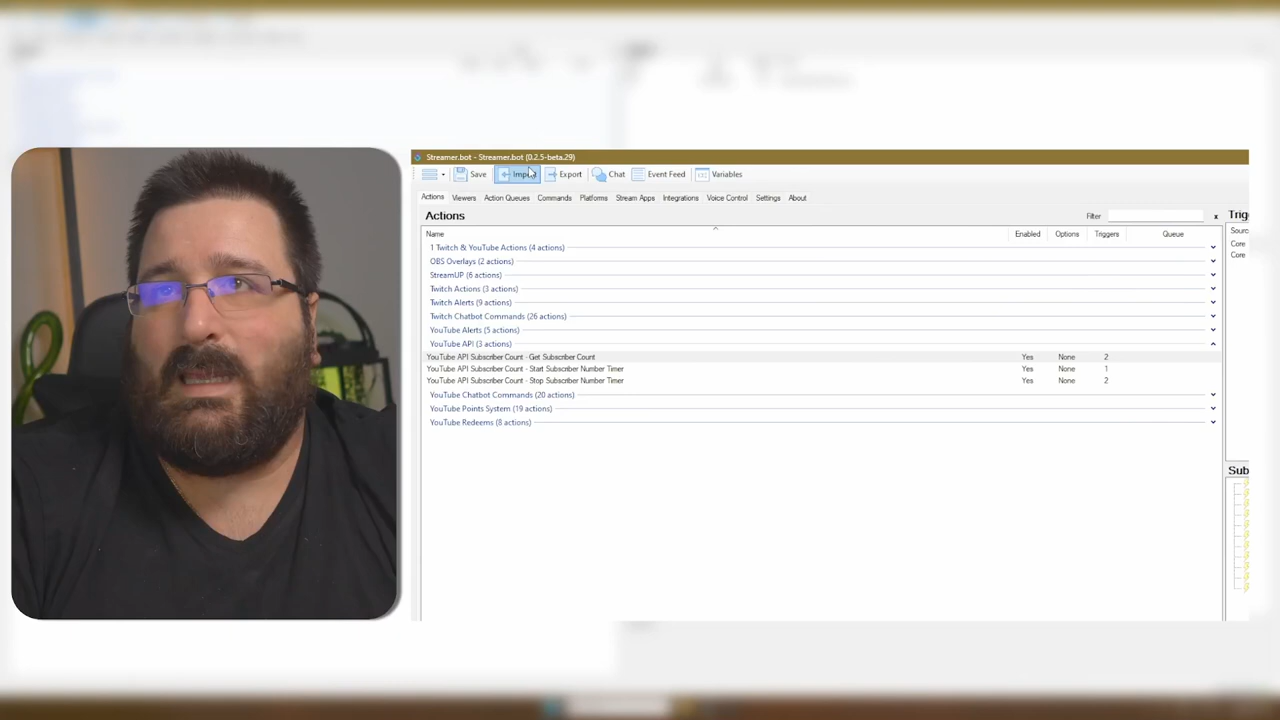 Streamer.bot - Streamer.bot (0.2.5-beta.29)
Save Import Export Chat Event Feed Variables
Actions Viewers Action Queues Commands Platforms Stream Apps Integrations Voice Control Settings About
Actions Filter x
Name Enabled Options Triggers Queue
1 Twitch & YouTube Actions (4 actions)
OBS Overlays (2 actions)
StreamUP (6 actions)
Twitch Actions (3 actions)
Twitch Alerts (9 actions)
Twitch Chatbot Commands (26 actions)
YouTube Alerts (5 actions)
YouTube API (3 actions)
YouTube API Subscriber Count - Get Subscriber Count Yes None 2
YouTube API Subscriber Count - Start Subscriber Number Timer Yes None 1
YouTube API Subscriber Count - Stop Subscriber Number Timer Yes None 2
YouTube Chatbot Commands (20 actions)
YouTube Points System (19 actions)
YouTube Redeems (8 actions)
Trig
Sourc
Core
Core
Sub